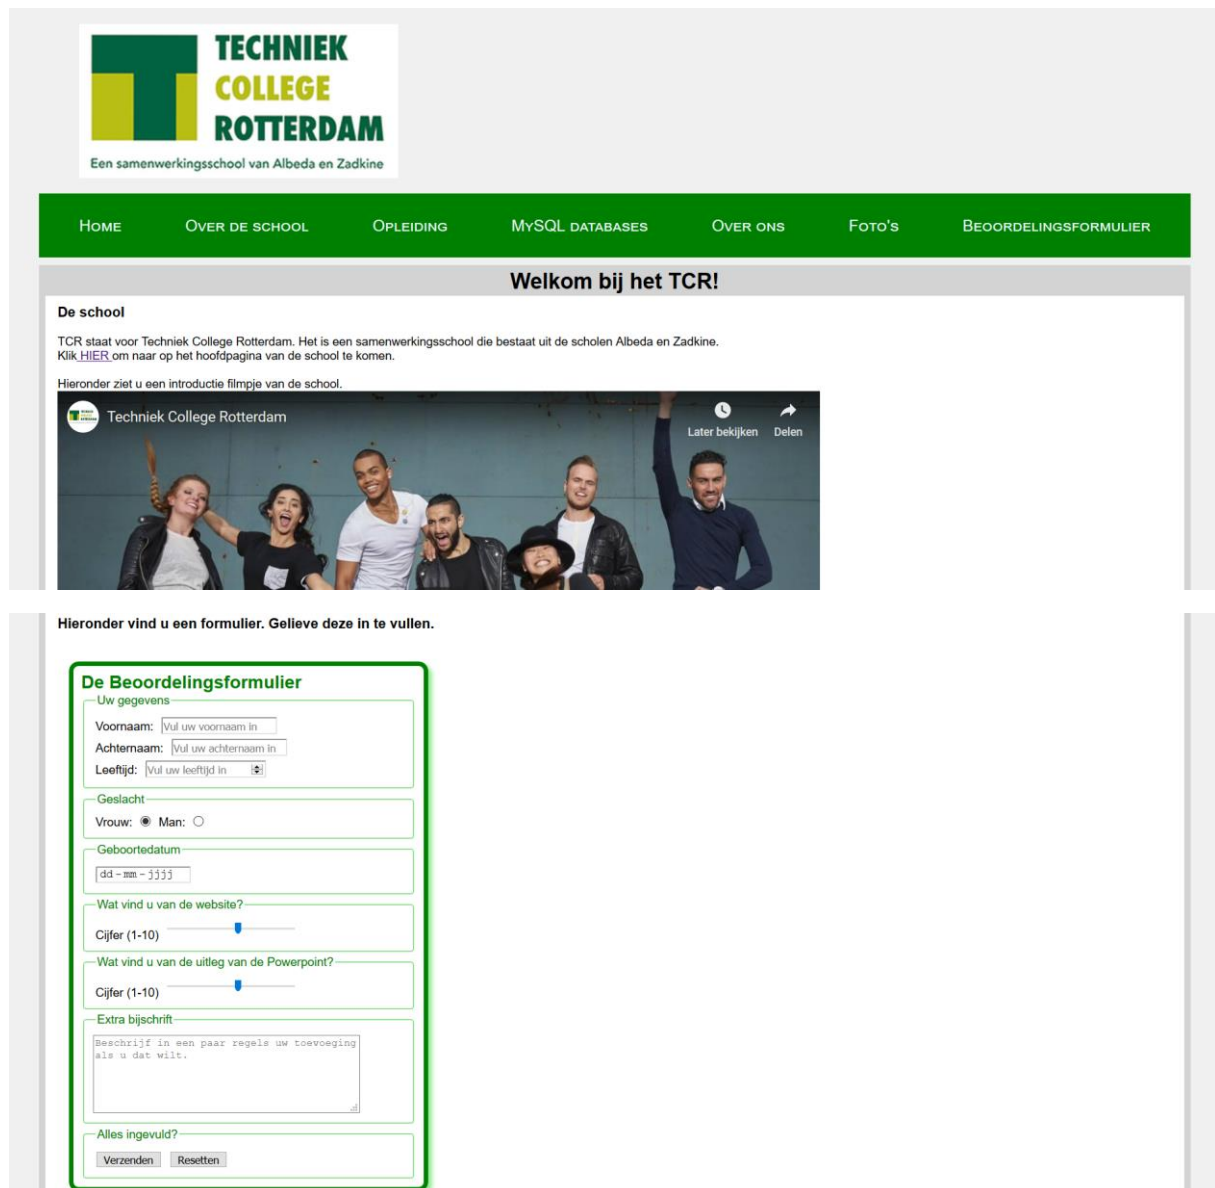 TECHNIEK
COLLEGE
ROTTERDAM
Een samenwerkingsschool van Albeda en Zadkine
HOME OVER DE SCHOOL OPLEIDING MYSQL DATABASES OVER ONS FOTO'S BEOORDELINGSFORMULIER
Welkom bij het TCR!
De school
TCR staat voor Techniek College Rotterdam. Het is een samenwerkingsschool die bestaat uit de scholen Albeda en Zadkine.
Klik HIER om naar op het hoofdpagina van de school te komen.
Hieronder ziet u een introductie filmpje van de school.
Techniek College Rotterdam
Later bekijken Delen
Hieronder vind u een formulier. Gelieve deze in te vullen.
De Beoordelingsformulier
Uw gegevens
Voornaam: Vul uw voornaam in
Achternaam: Vul uw achternaam in
Leeftijd: Vul uw leeftijd in
Geslacht
Vrouw: Man:
Geboortedatum
dd-mm-jjjj
Wat vind u van de website?
Cijfer (1-10)
Wat vind u van de uitleg van de Powerpoint?
Cijfer (1-10)
Extra bijschrift
Beschrijf in een paar regels uw toevoeging
als u dat wilt.
Alles ingevuld?
Verzenden Resetten